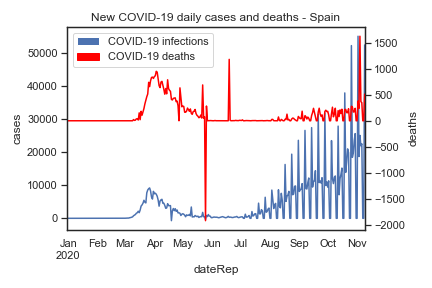 New COVID-19 daily cases and deaths - Spain
COVID-19 infections
COVID-19 deaths
50000
40000
30000
20000
10000
0
cases
1500
1000
500
0
−500
−1000
−1500
−2000
deaths
Jan Feb Mar Apr May Jun Jul Aug Sep Oct Nov
2020
dateRep